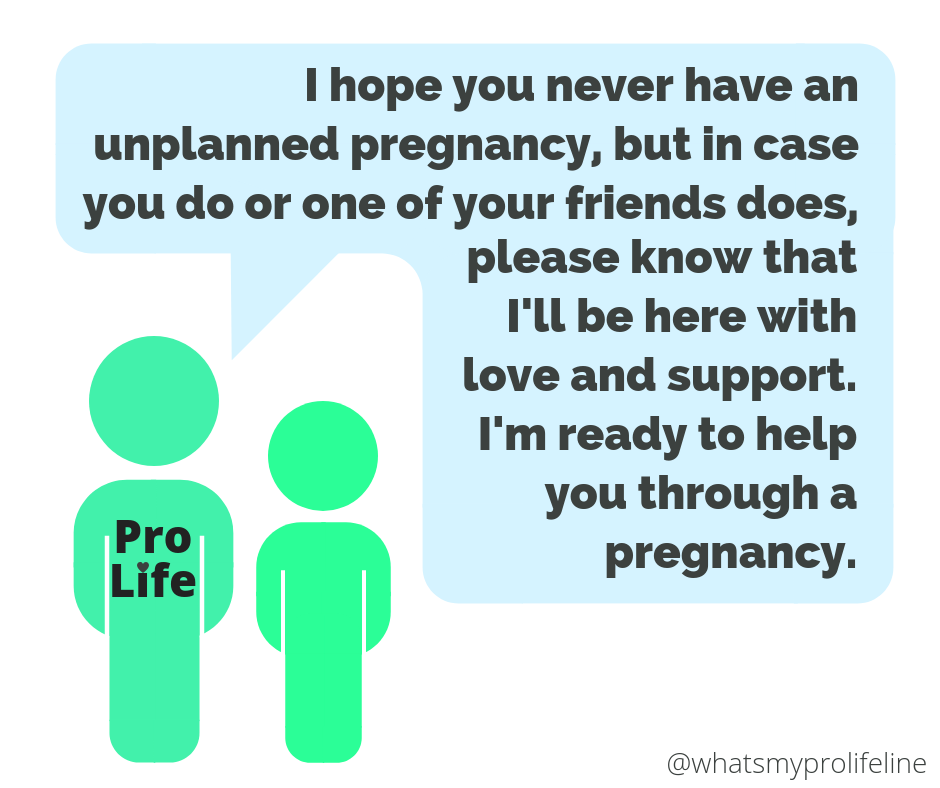 I hope you never have an
unplanned pregnancy, but in case
you do or one of your friends does,
please know that
I'll be here with
love and support.
I'm ready to help
you through a
pregnancy.
Pro
Life
@whatsmyprolifeline